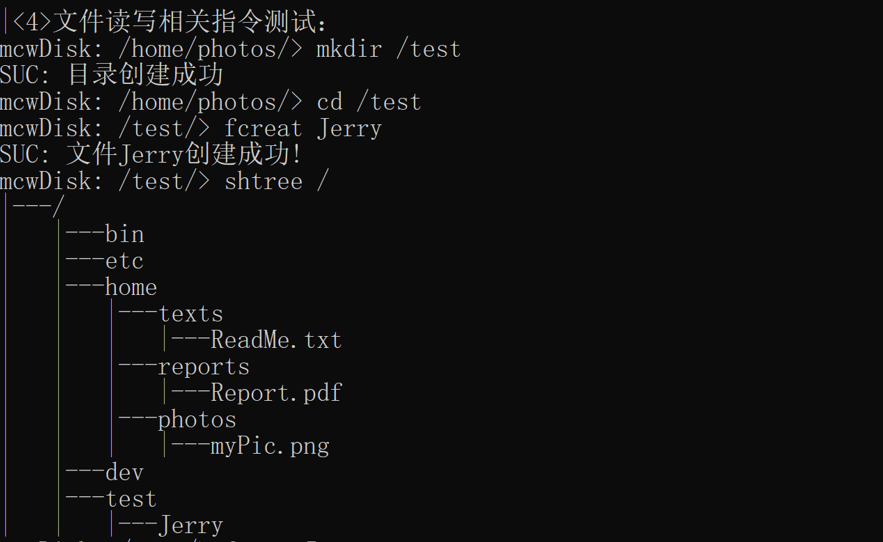 |<4>文件读写相关指令测试:
mcwDisk: /home/photos/> mkdir /test
SUC: 目录创建成功
mcwDisk: /home/photos/> cd /test
mcwDisk: /test/> fcreat Jerry
SUC: 文件Jerry创建成功!
mcwDisk: /test/> shtree /
|---/
|   |---bin
|   |---etc
|   |---home
|   |   |---texts
|   |   |   |---ReadMe.txt
|   |   |---reports
|   |   |   |---Report.pdf
|   |   |---photos
|   |   |   |---myPic.png
|   |---dev
|   |---test
|   |   |---Jerry